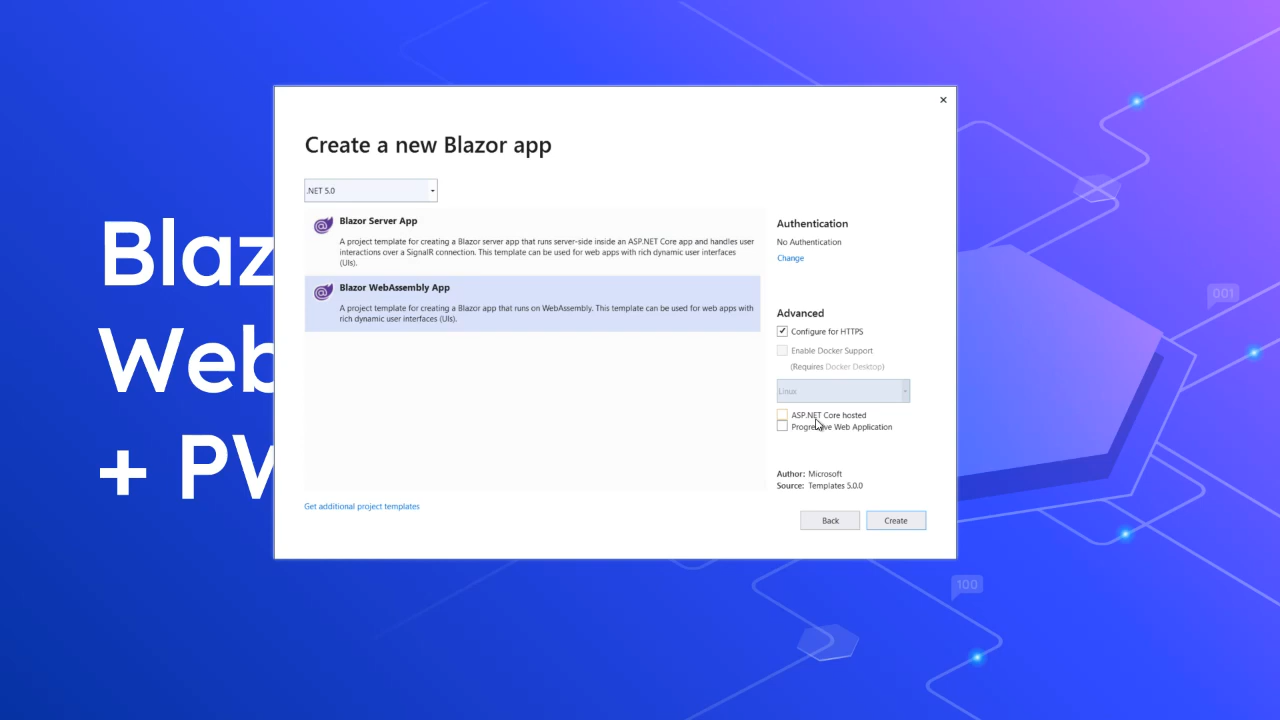 Blaz
Web
+ PW
Create a new Blazor app
.NET 5.0
Blazor Server App
A project template for creating a Blazor server app that runs server-side inside an ASP.NET Core app and handles user
interactions over a SignalR connection. This template can be used for web apps with rich dynamic user interfaces
(UIs).
Blazor WebAssembly App
A project template for creating a Blazor app that runs on WebAssembly. This template can be used for web apps with
rich dynamic user interfaces (UIs).
Get additional project templates
Authentication
No Authentication
Change
Advanced
Configure for HTTPS
Enable Docker Support
(Requires Docker Desktop)
Linux
ASP.NET Core hosted
Progressive Web Application
Author: Microsoft
Source: Templates 5.0.0
Back
Create
001
100